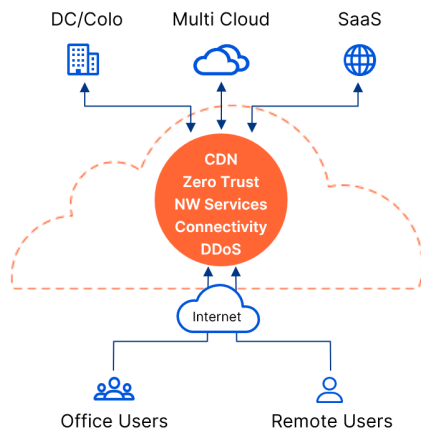 DC/Colo
Multi Cloud
SaaS
CDN
Zero Trust
NW Services
Connectivity
DDoS
Internet
Office Users
Remote Users